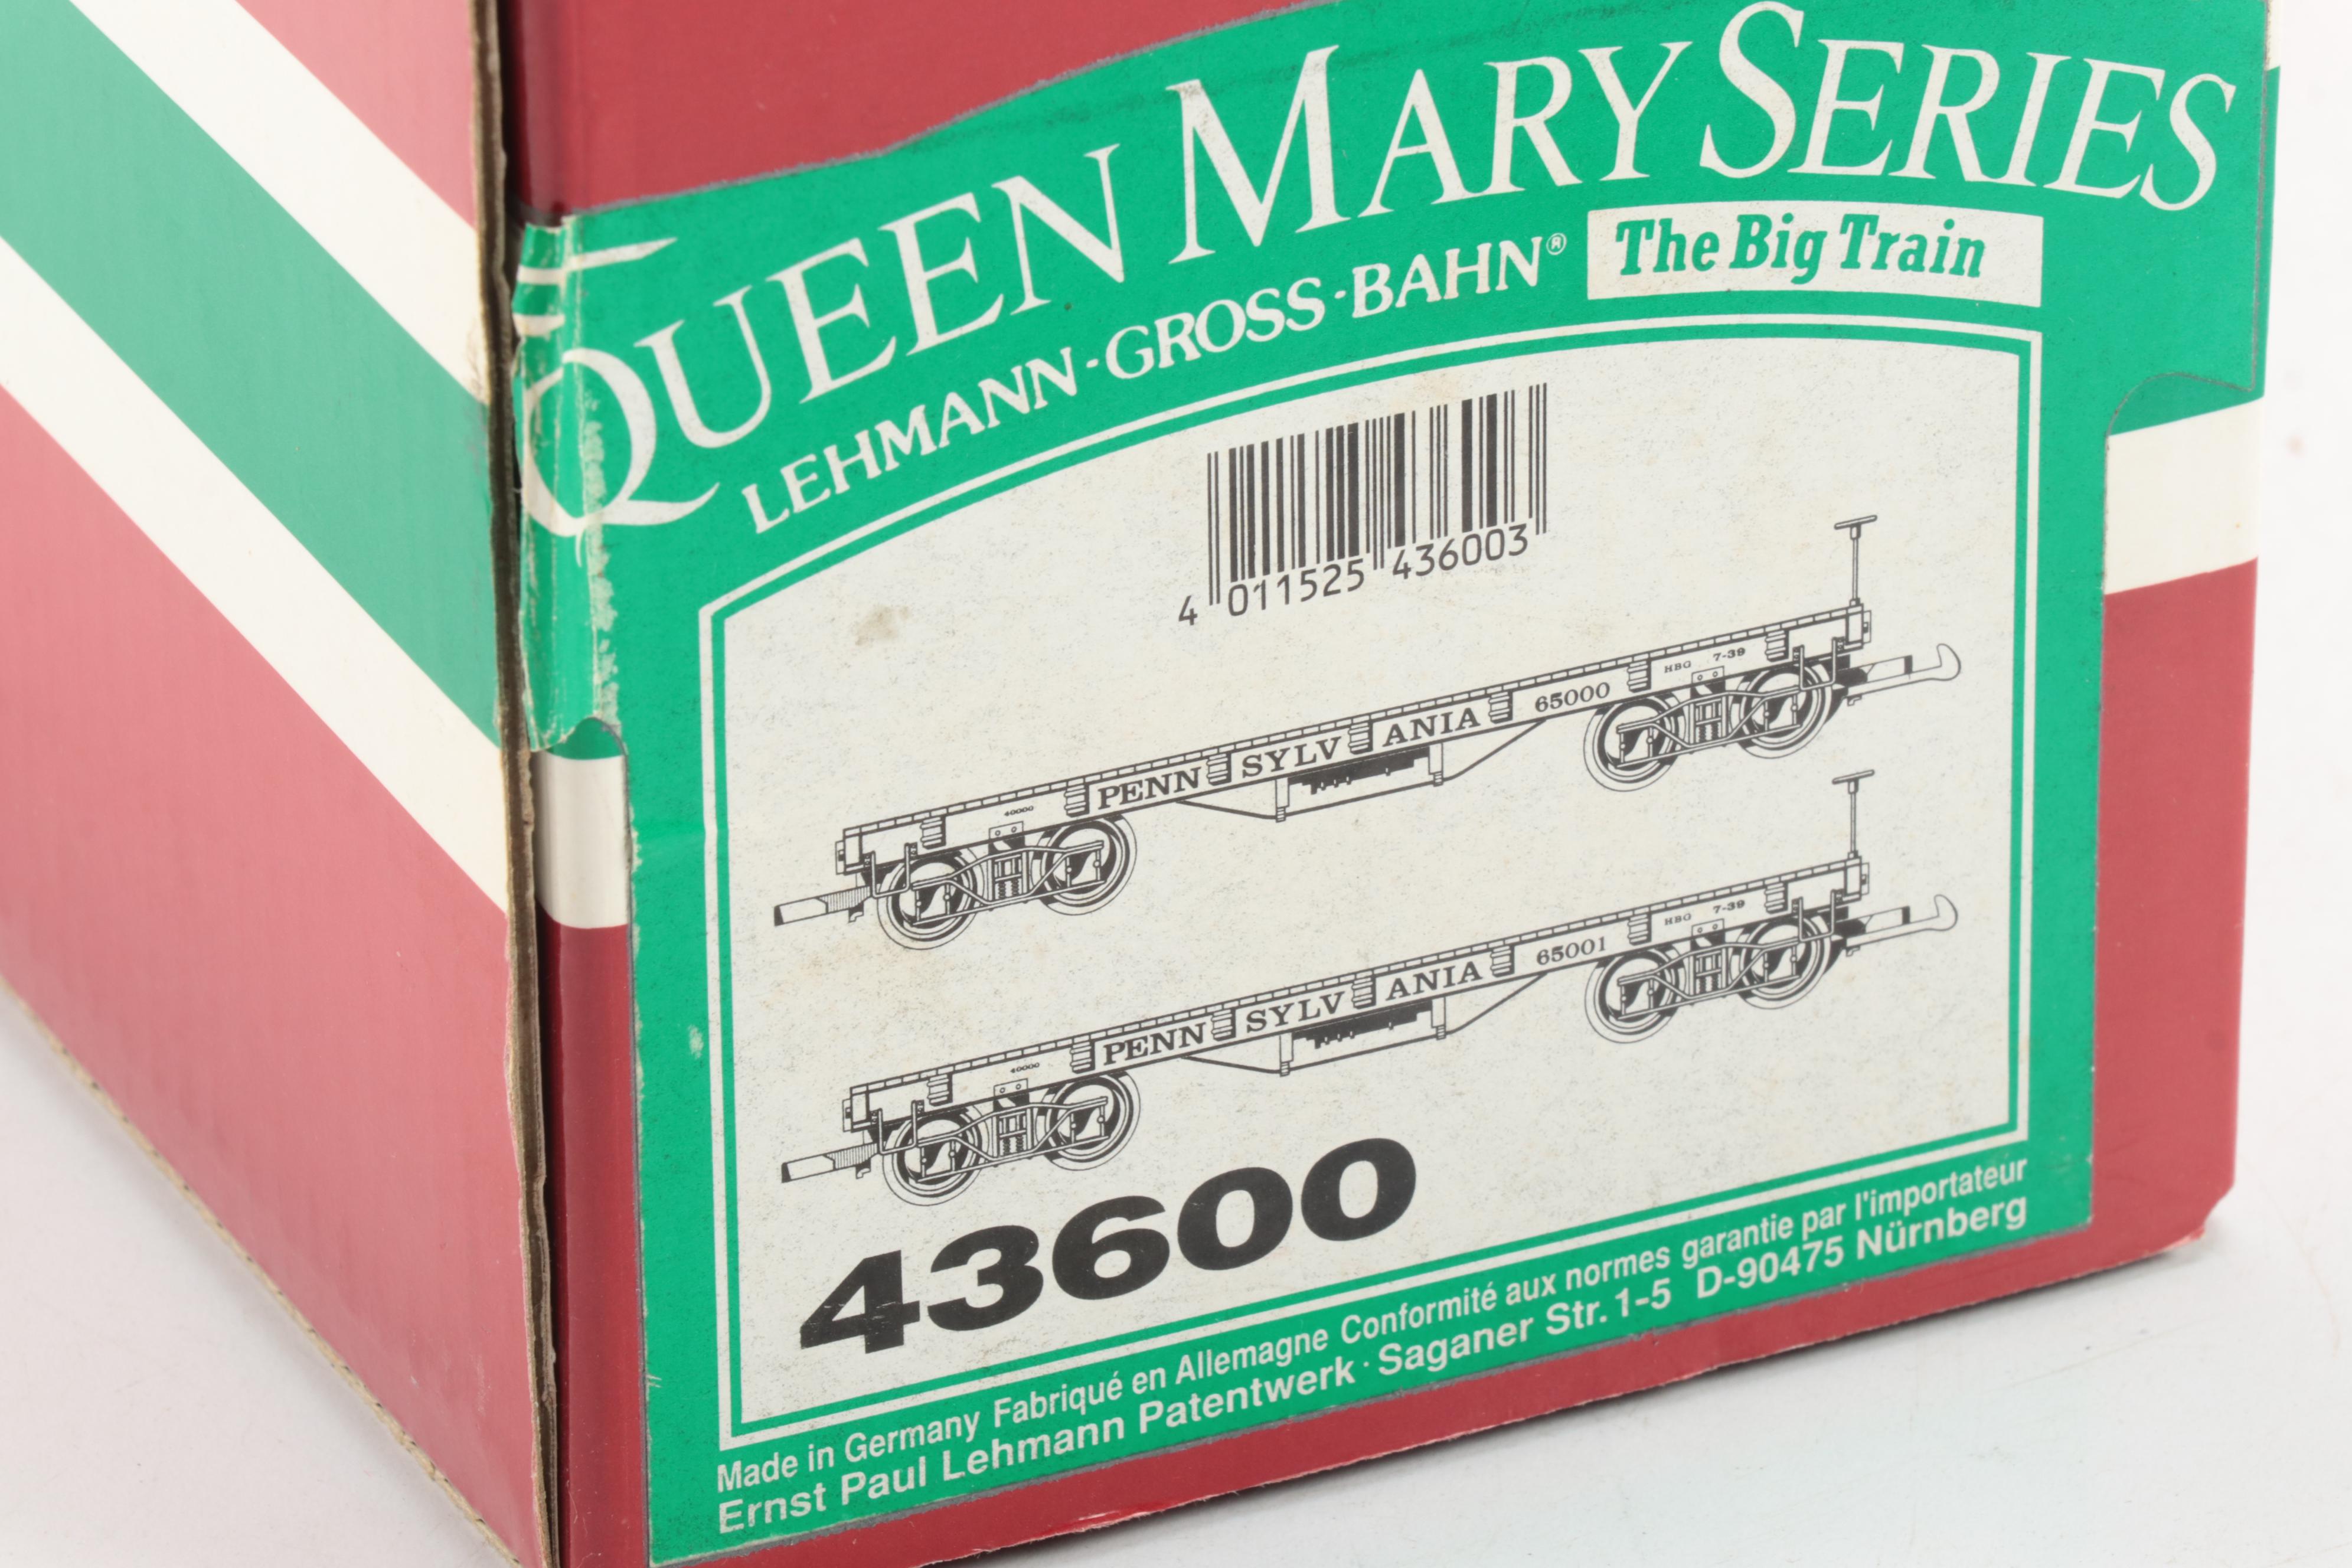 QUEEN MARY SERIES
LEHMANN-GROSS-BAHN® The Big Train
4 011525 436003
HBG 7-39
40000 PENN SYLV ANIA 65000
HBG 7-39
40000 PENN SYLV ANIA 65001
43600
Made in Germany Fabriqué en Allemagne Conformité aux normes garantie par l'importateur
Ernst Paul Lehmann Patentwerk · Saganer Str. 1-5 D-90475 Nürnberg